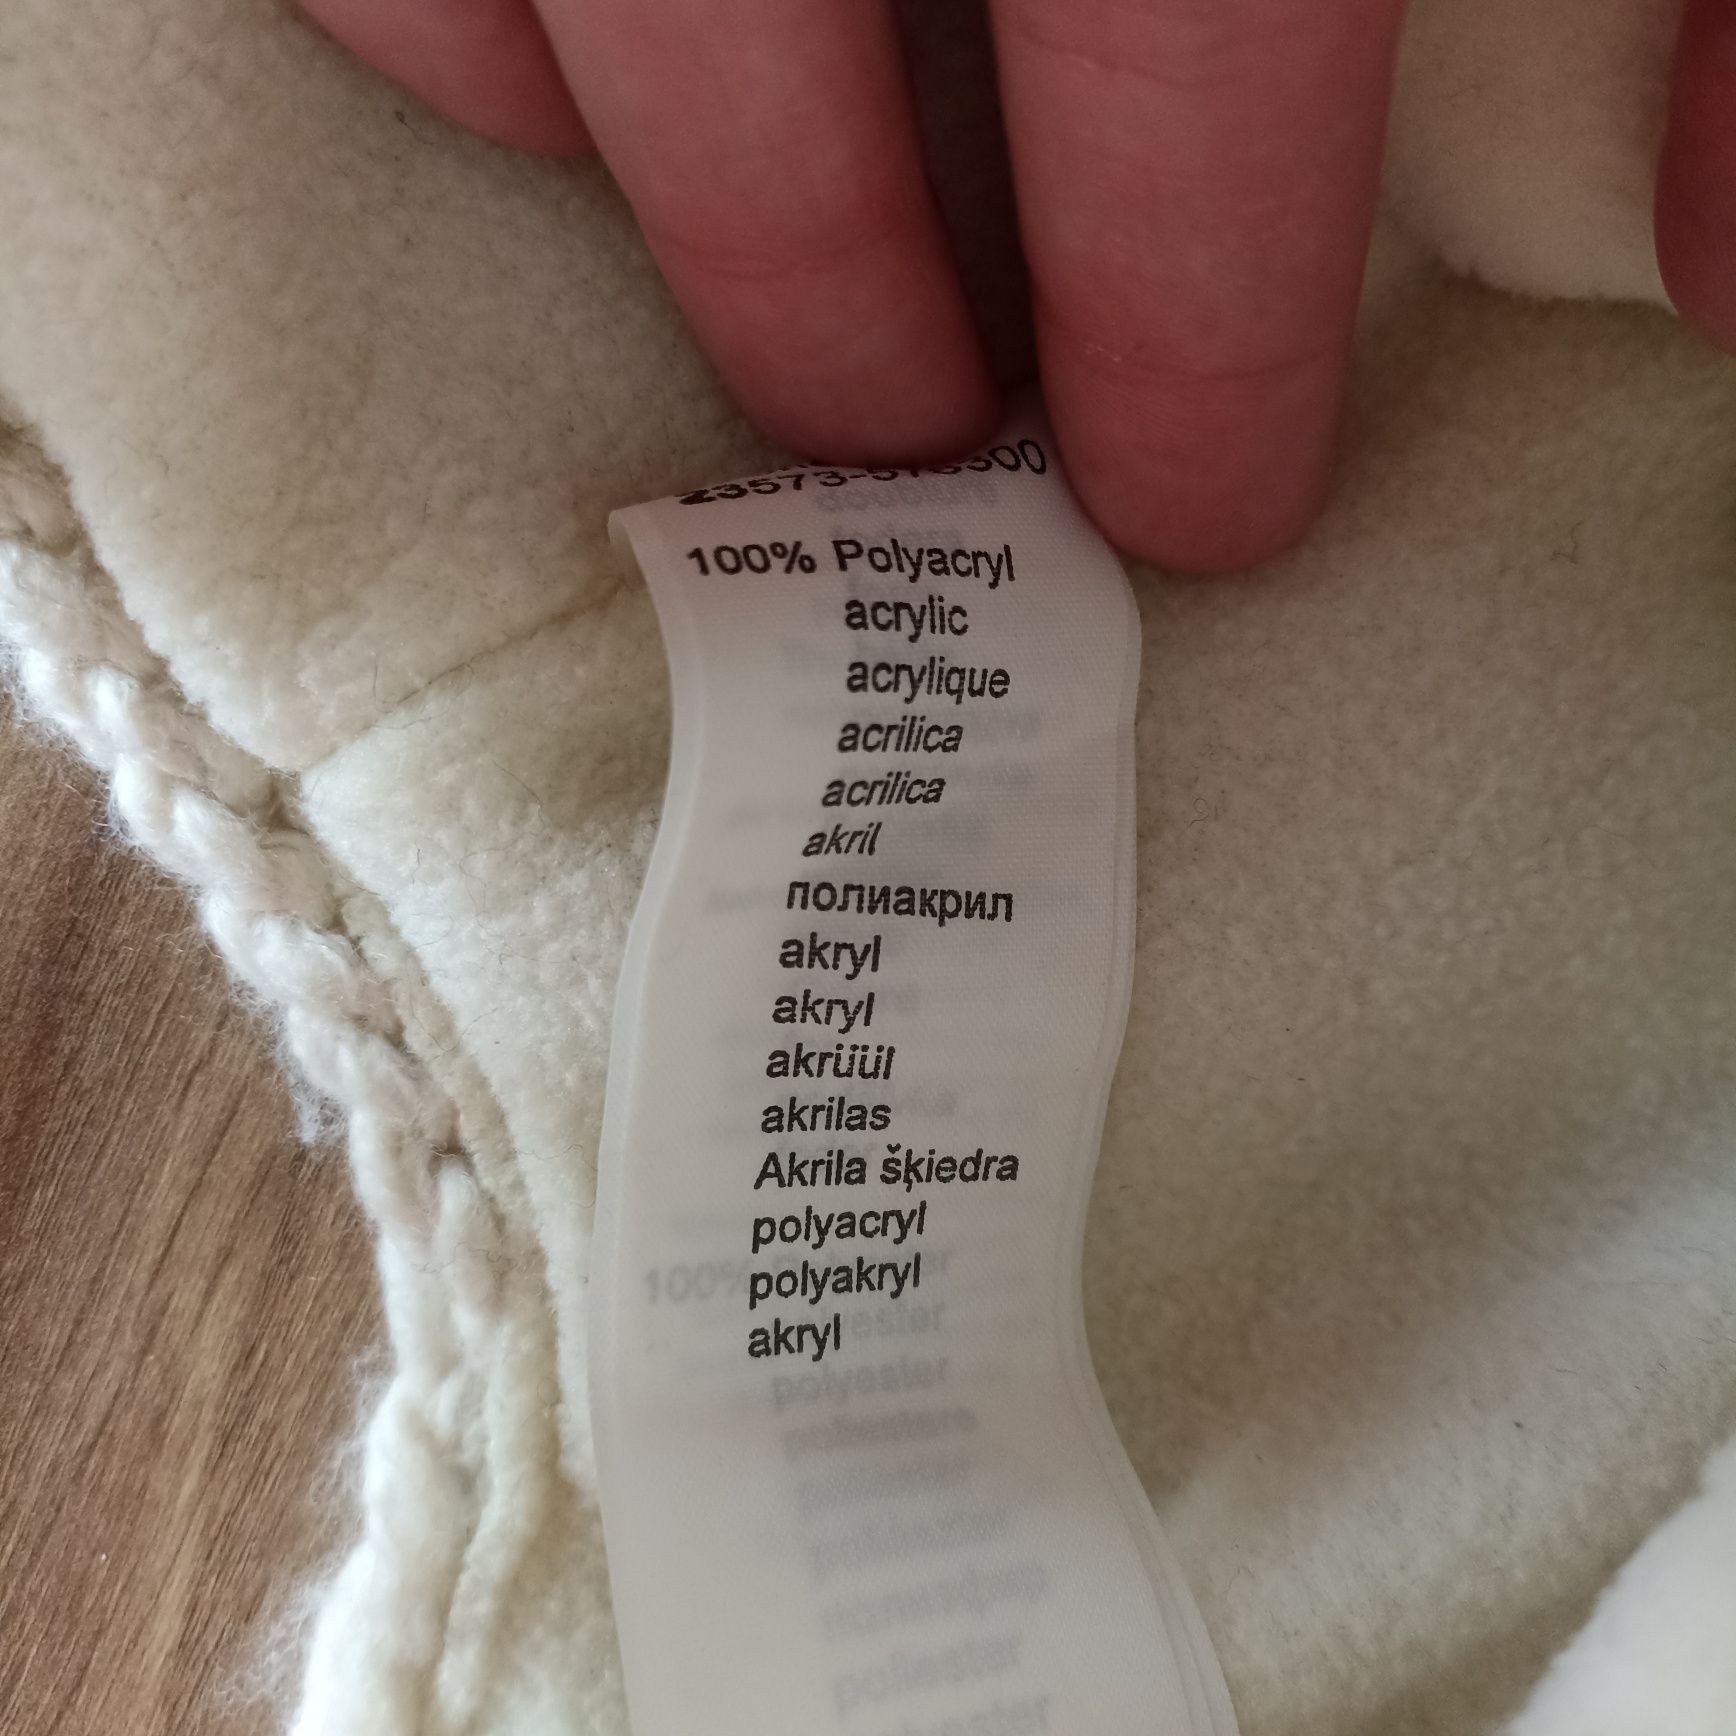 100% Polyacryl
acrylic
acrylique
acrilica
acrilica
akril
полиакрил
akryl
akryl
akrüül
akrilas
Akrila šķiedra
polyacryl
polyakryl
akryl